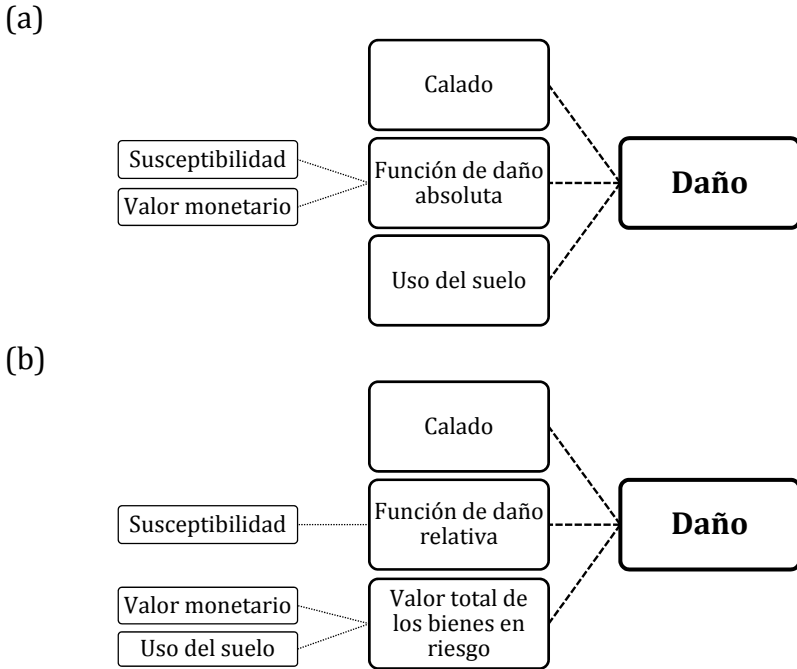 (a)
Calado
Susceptibilidad
Valor monetario
Función de daño
absoluta
Daño
Uso del suelo
(b)
Calado
Susceptibilidad
Función de daño
relativa
Daño
Valor monetario
Uso del suelo
Valor total de
los bienes en
riesgo